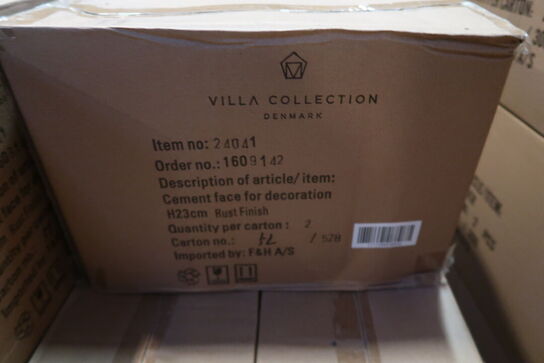 VILLA COLLECTION
DENMARK
Item no: 24041
Order no.: 1609142
Description of article/ item:
Cement face for decoration
H23cm Rust Finish
Quantity per carton : 2
Carton no.: / 528
Imported by: F&H A/S